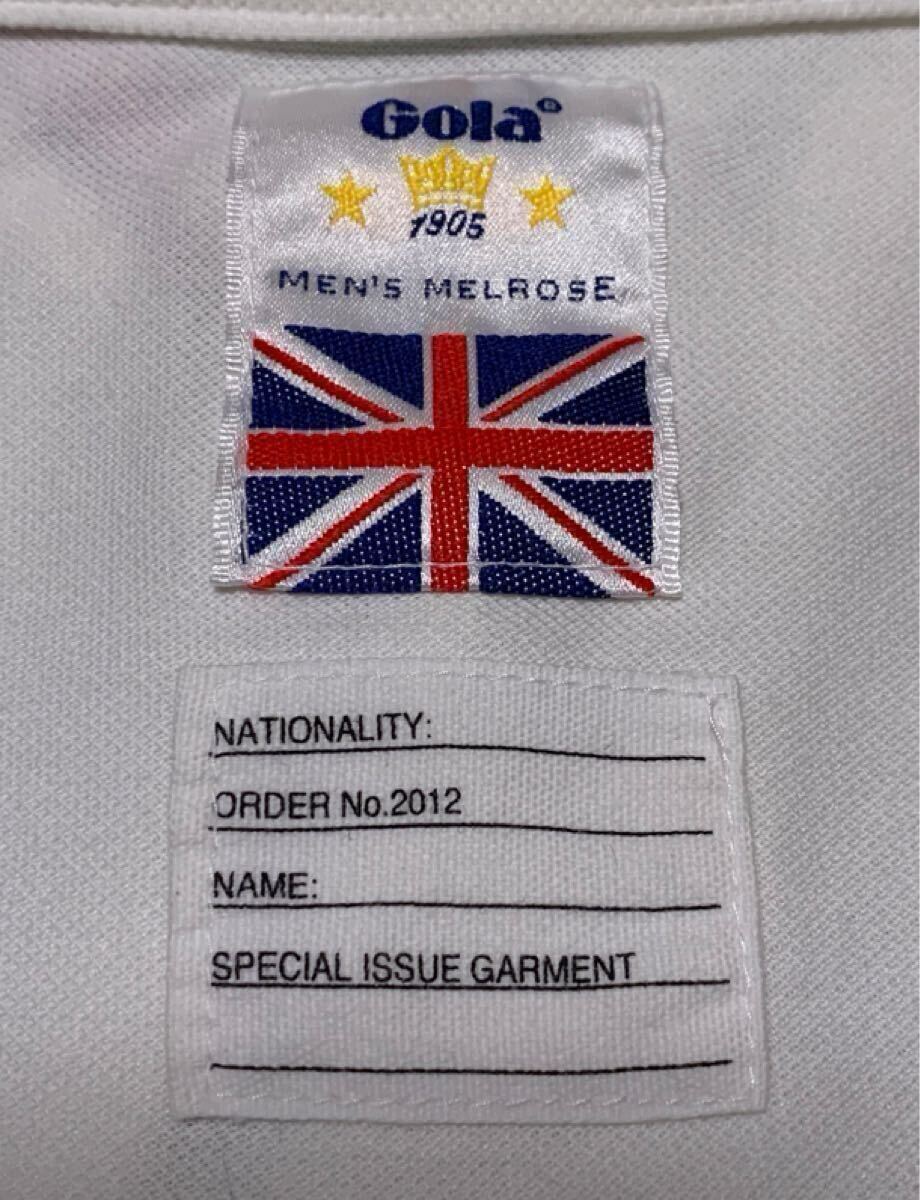 Gola®
1905
MEN'S MELROSE
NATIONALITY:
ORDER No.2012
NAME:
SPECIAL ISSUE GARMENT